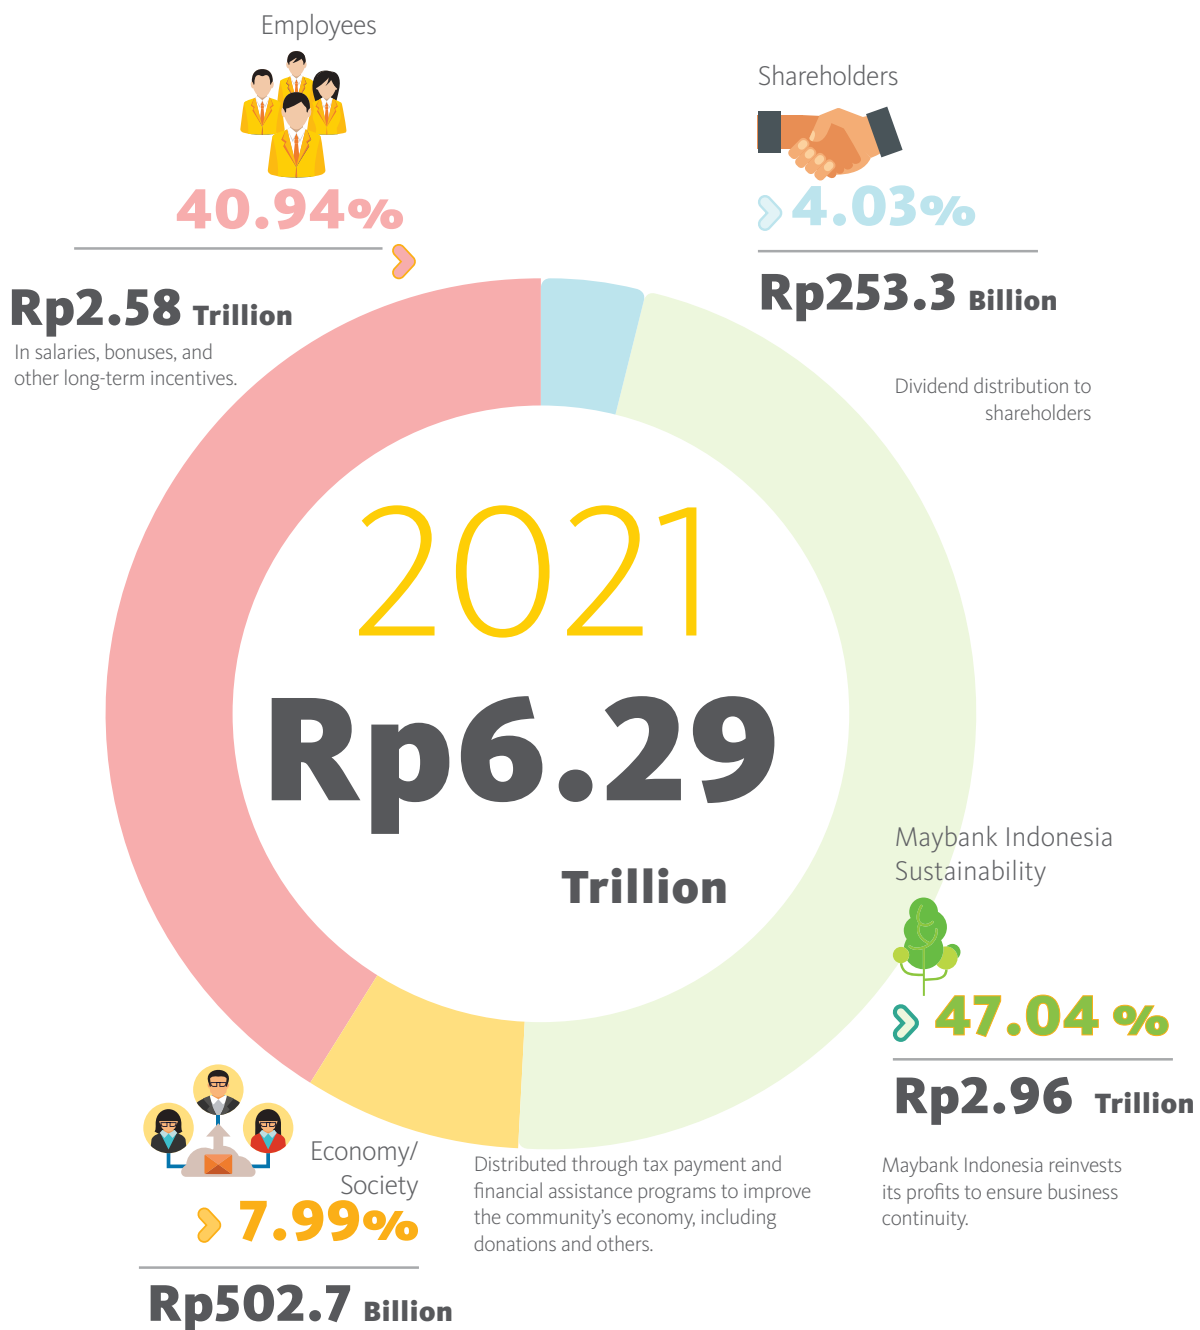 Employees
40.94%
Rp2.58 Trillion
In salaries, bonuses, and
other long-term incentives.
Shareholders
4.03%
Rp253.3 Billion
Dividend distribution to
shareholders
2021
Rp6.29
Trillion
Maybank Indonesia
Sustainability
47.04 %
Rp2.96 Trillion
Maybank Indonesia reinvests
its profits to ensure business
continuity.
Economy/
Society
7.99%
Rp502.7 Billion
Distributed through tax payment and
financial assistance programs to improve
the community’s economy, including
donations and others.